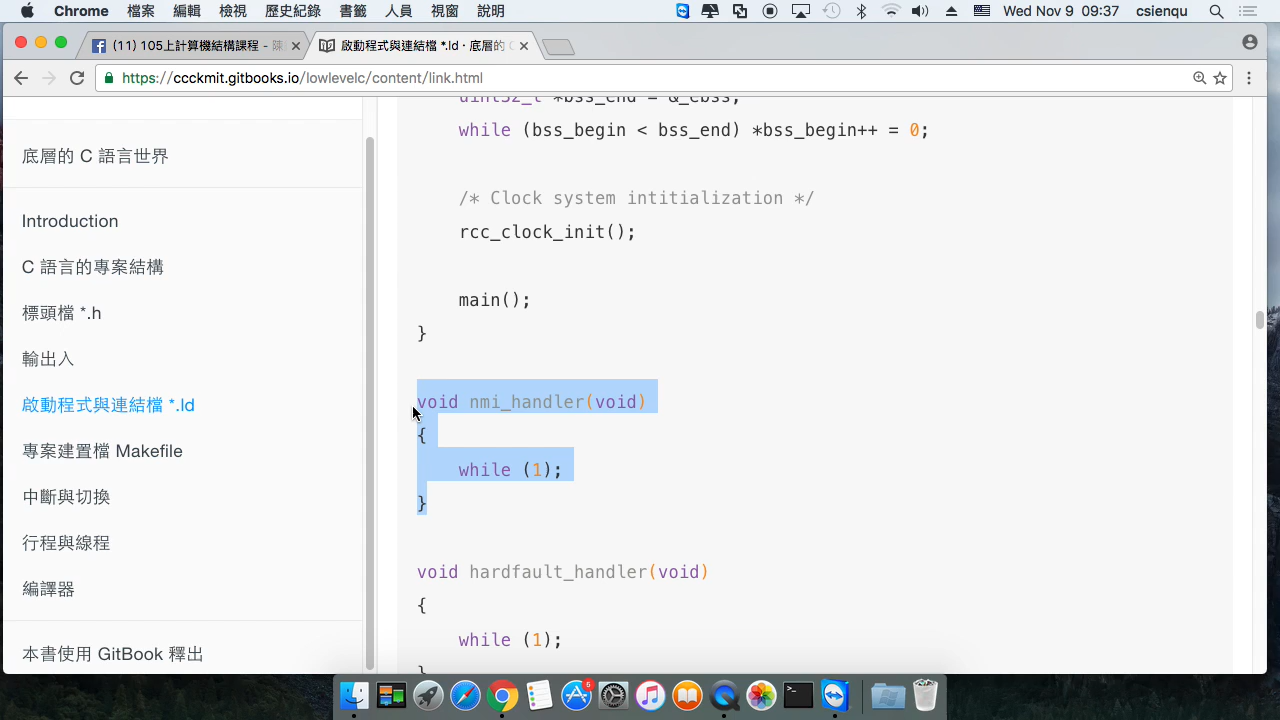 Chrome 檔案 編輯 檢視 歷史紀錄 書籤 人員 視窗 說明 Wed Nov 9 09:37 csienqu
(11) 105上計算機結構課程 - 陳
啟動程式與連結檔 *.ld · 底層的 C
https://ccckmit.gitbooks.io/lowlevelc/content/link.html
底層的 C 語言世界
Introduction
C 語言的專案結構
標頭檔 *.h
輸出入
啟動程式與連結檔 *.ld
專案建置檔 Makefile
中斷與切換
行程與線程
編譯器
本書使用 GitBook 釋出
uint32_t *bss_end = &_ebss;
while (bss_begin < bss_end) *bss_begin++ = 0;
/* Clock system intitialization */
rcc_clock_init();
main();
}
void nmi_handler(void)
{
while (1);
}
void hardfault_handler(void)
{
while (1);
}
6